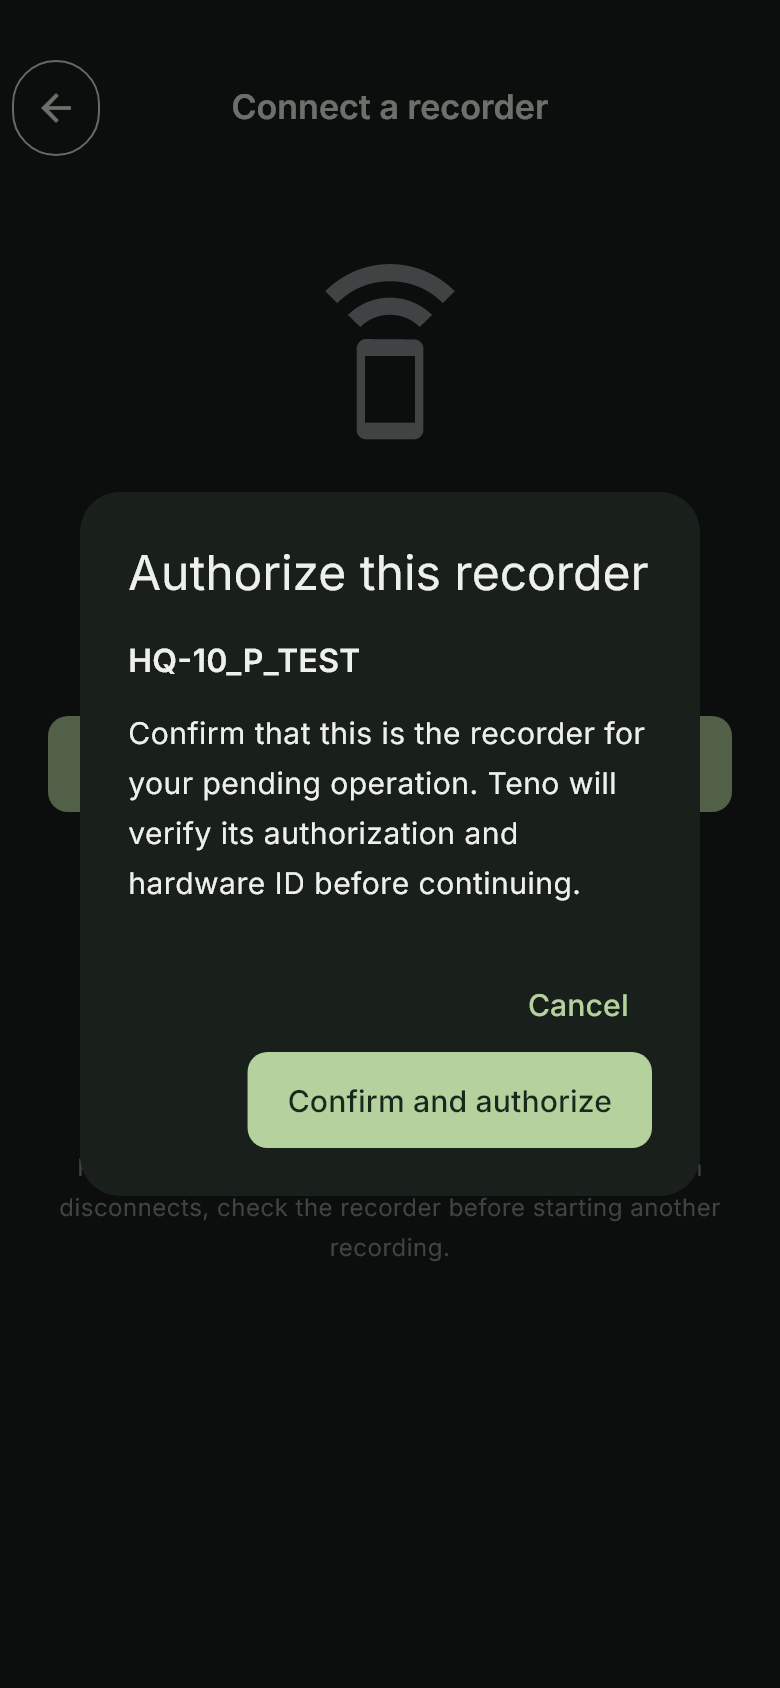 Connect a recorder
Authorize this recorder
HQ-10_P_TEST
Confirm that this is the recorder for
your pending operation. Teno will
verify its authorization and
hardware ID before continuing.
Cancel
Confirm and authorize
disconnects, check the recorder before starting another
recording.